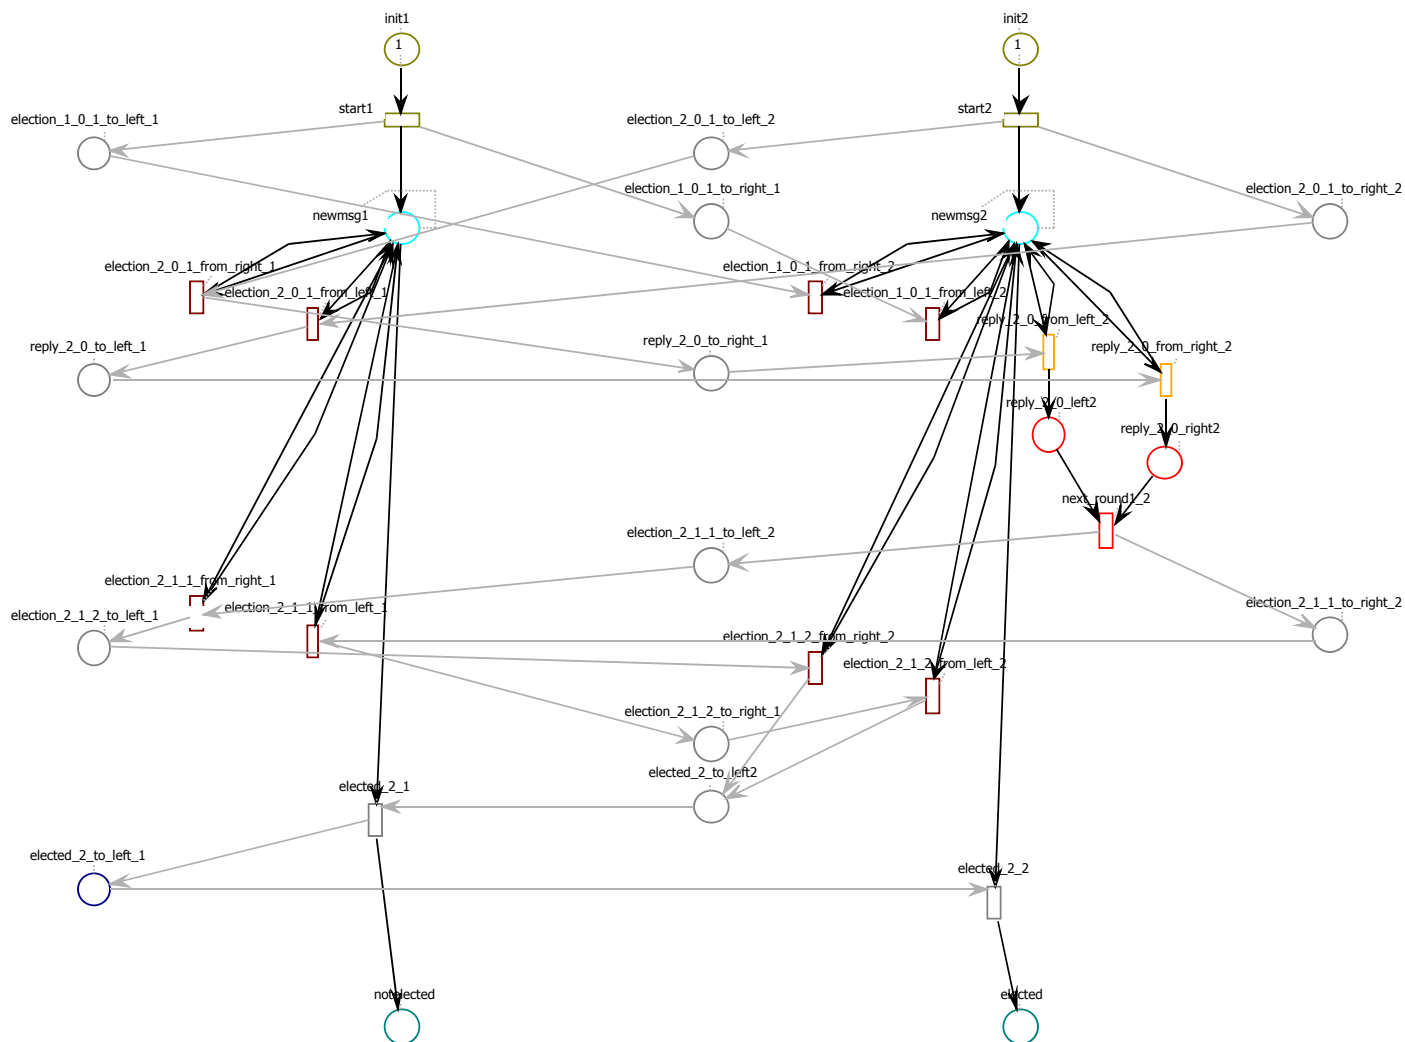 init1
init2
1
1
start1
start2
election_1_0_1_to_left_1
election_2_0_1_to_left_2
election_1_0_1_to_right_1
election_2_0_1_to_right_2
newmsg1
newmsg2
election_2_0_1_from_right_1
election_1_0_1_from_right_2
election_2_0_1_from_left_1
election_1_0_1_from_left_2
reply_2_0_from_left_2
reply_2_0_to_left_1
reply_2_0_to_right_1
reply_2_0_from_right_2
reply_2_0_left2
reply_2_0_right2
next_round1_2
election_2_1_1_to_left_2
election_2_1_1_from_right_1
election_2_1_2_to_left_1
election_2_1_1_from_left_1
election_2_1_1_to_right_2
election_2_1_2_from_right_2
election_2_1_2_from_left_2
election_2_1_2_to_right_1
elected_2_to_left2
elected_2_1
elected_2_to_left_1
elected_2_2
notelected
elected